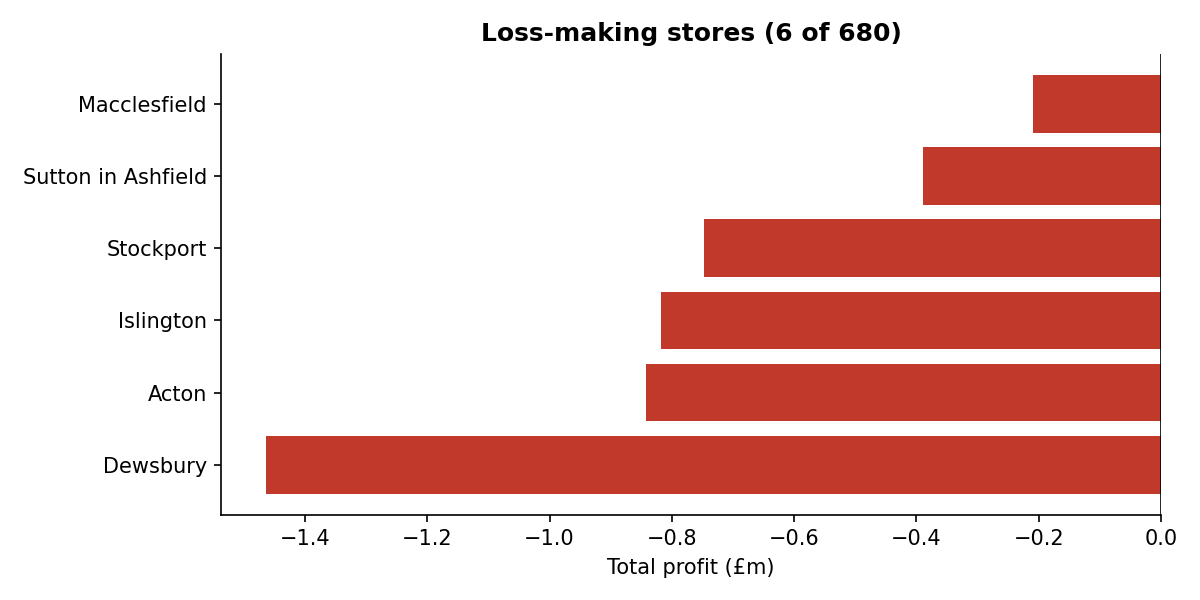 Loss-making stores (6 of 680)
Macclesfield
Sutton in Ashfield
Stockport
Islington
Acton
Dewsbury
−1.4 −1.2 −1.0 −0.8 −0.6 −0.4 −0.2 0.0
Total profit (£m)